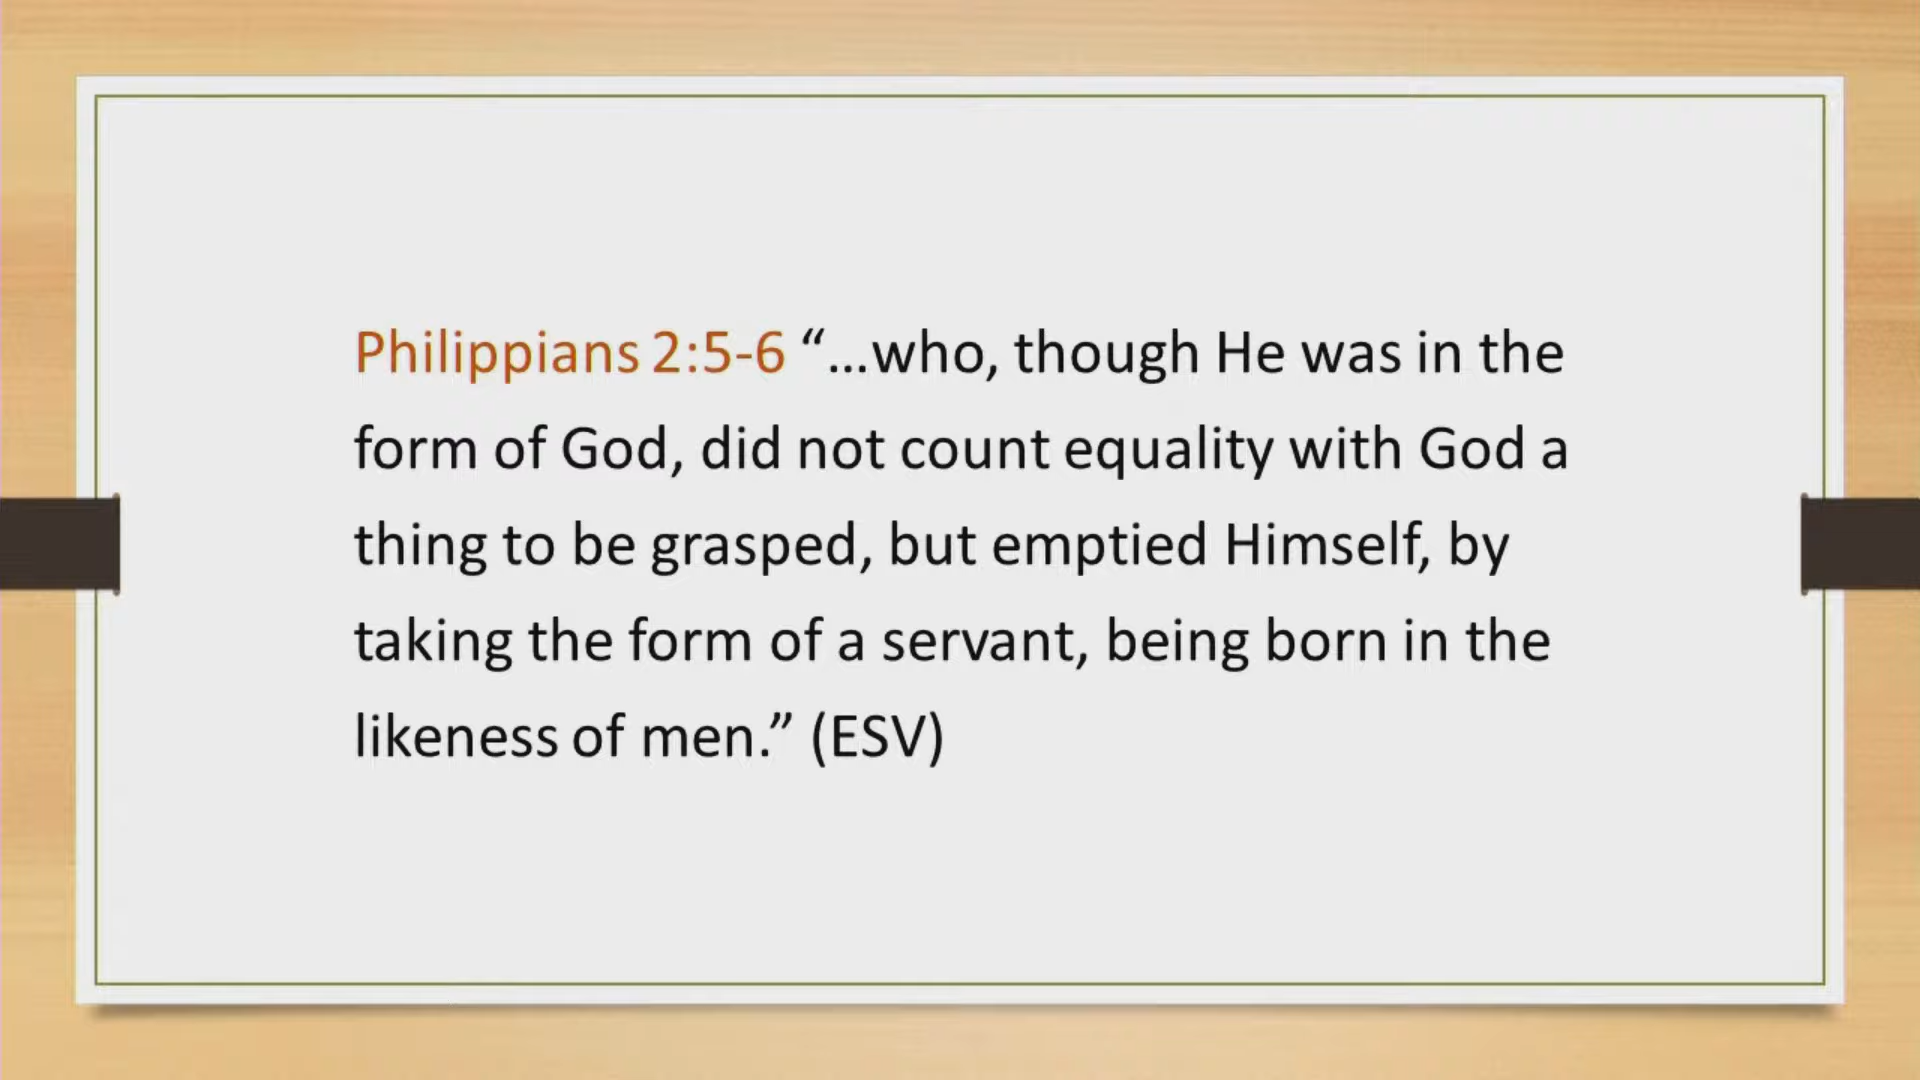 Philippians 2:5-6 “…who, though He was in the
form of God, did not count equality with God a
thing to be grasped, but emptied Himself, by
taking the form of a servant, being born in the
likeness of men.” (ESV)